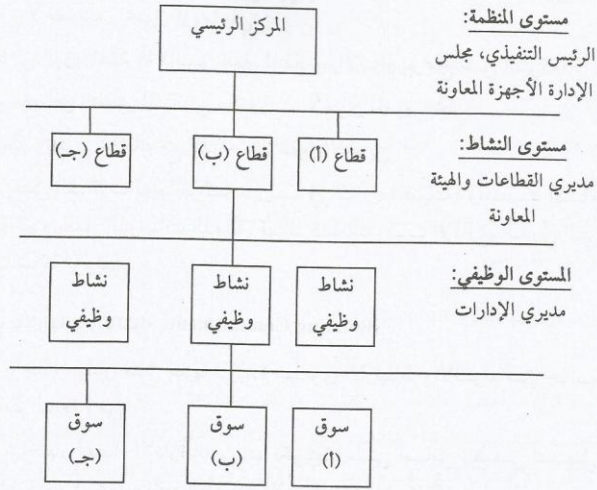 مستوى المنظمة:
الرئيس التنفيذي، مجلس
الإدارة الأجهزة المعاونة
المركز الرئيسي
مستوى النشاط:
مديري القطاعات والهيئة
المعاونة
قطاع (أ)
قطاع (ب)
قطاع (جـ)
المستوى الوظيفي:
مديري الإدارات
نشاط
وظيفي
نشاط
وظيفي
نشاط
وظيفي
سوق
(أ)
سوق
(ب)
سوق
(جـ)